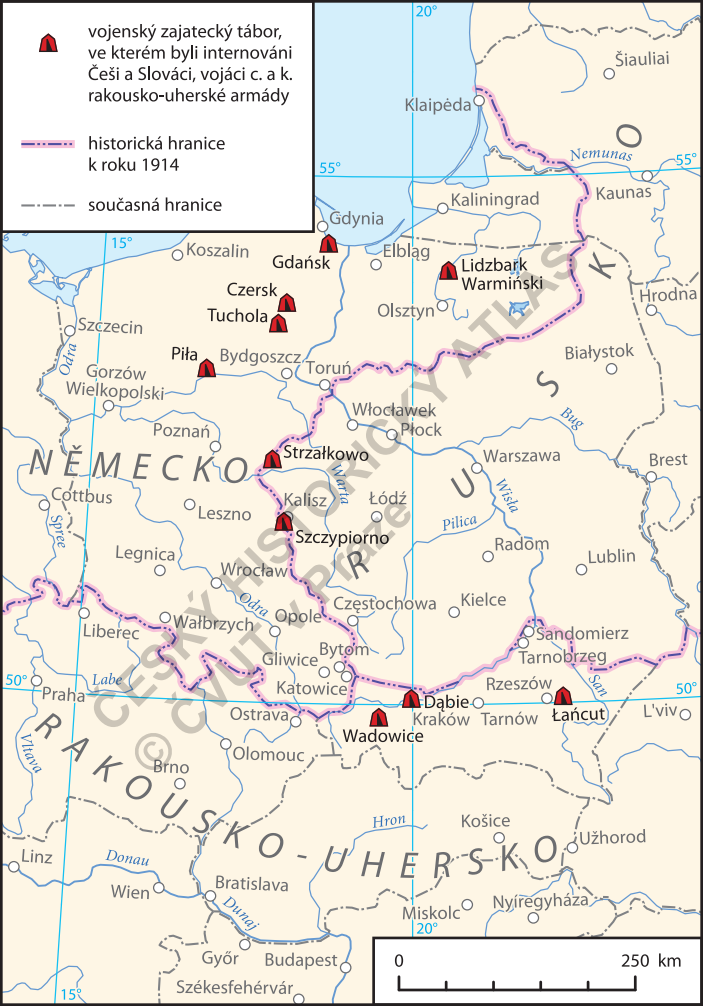 vojenský zajatecký tábor,
ve kterém byli internováni
Češi a Slováci, vojáci c. a k.
rakousko-uherské armády
historická hranice
k roku 1914
současná hranice
20°
Šiauliai
Klaipėda
Nemunas
55°
55°
Kaunas
Kaliningrad
Gdynia
15°
Koszalin
Gdańsk
Elbląg
Lidzbark
Warmiński
Czersk
Tuchola
Olsztyn
Hrodna
Szczecin
Odra
Piła
Bydgoszcz
Toruń
Białystok
Gorzów
Wielkopolski
Włocławek
Płock
Bug
Poznań
Strzałkowo
Warszawa
Brest
NĚMECKO
RUSKO
Warta
Wisła
Cottbus
Spree
Leszno
Kalisz
Łódź
Szczypiorno
Pilica
Radom
Legnica
Wrocław
Lublin
Odra
Opole
Częstochowa
Kielce
Liberec
Wałbrzych
Sandomierz
Tarnobrzeg
Gliwice
Bytom
Katowice
50°
Labe
Praha
Rzeszów
San
50°
Dąbie
Kraków
Tarnów
Łańcut
L'viv
Ostrava
Wadowice
Vltava
Olomouc
Brno
RAKOUSKO-UHERSKO
Hron
Košice
Užhorod
Linz
Donau
Wien
Bratislava
Dunaj
Miskolc
Nyíregyháza
20°
Győr
Budapest
Székesfehérvár
15°
0
250 km
ČESKÝ HISTORICKÝ ATLAS
© ČVUT v Praze